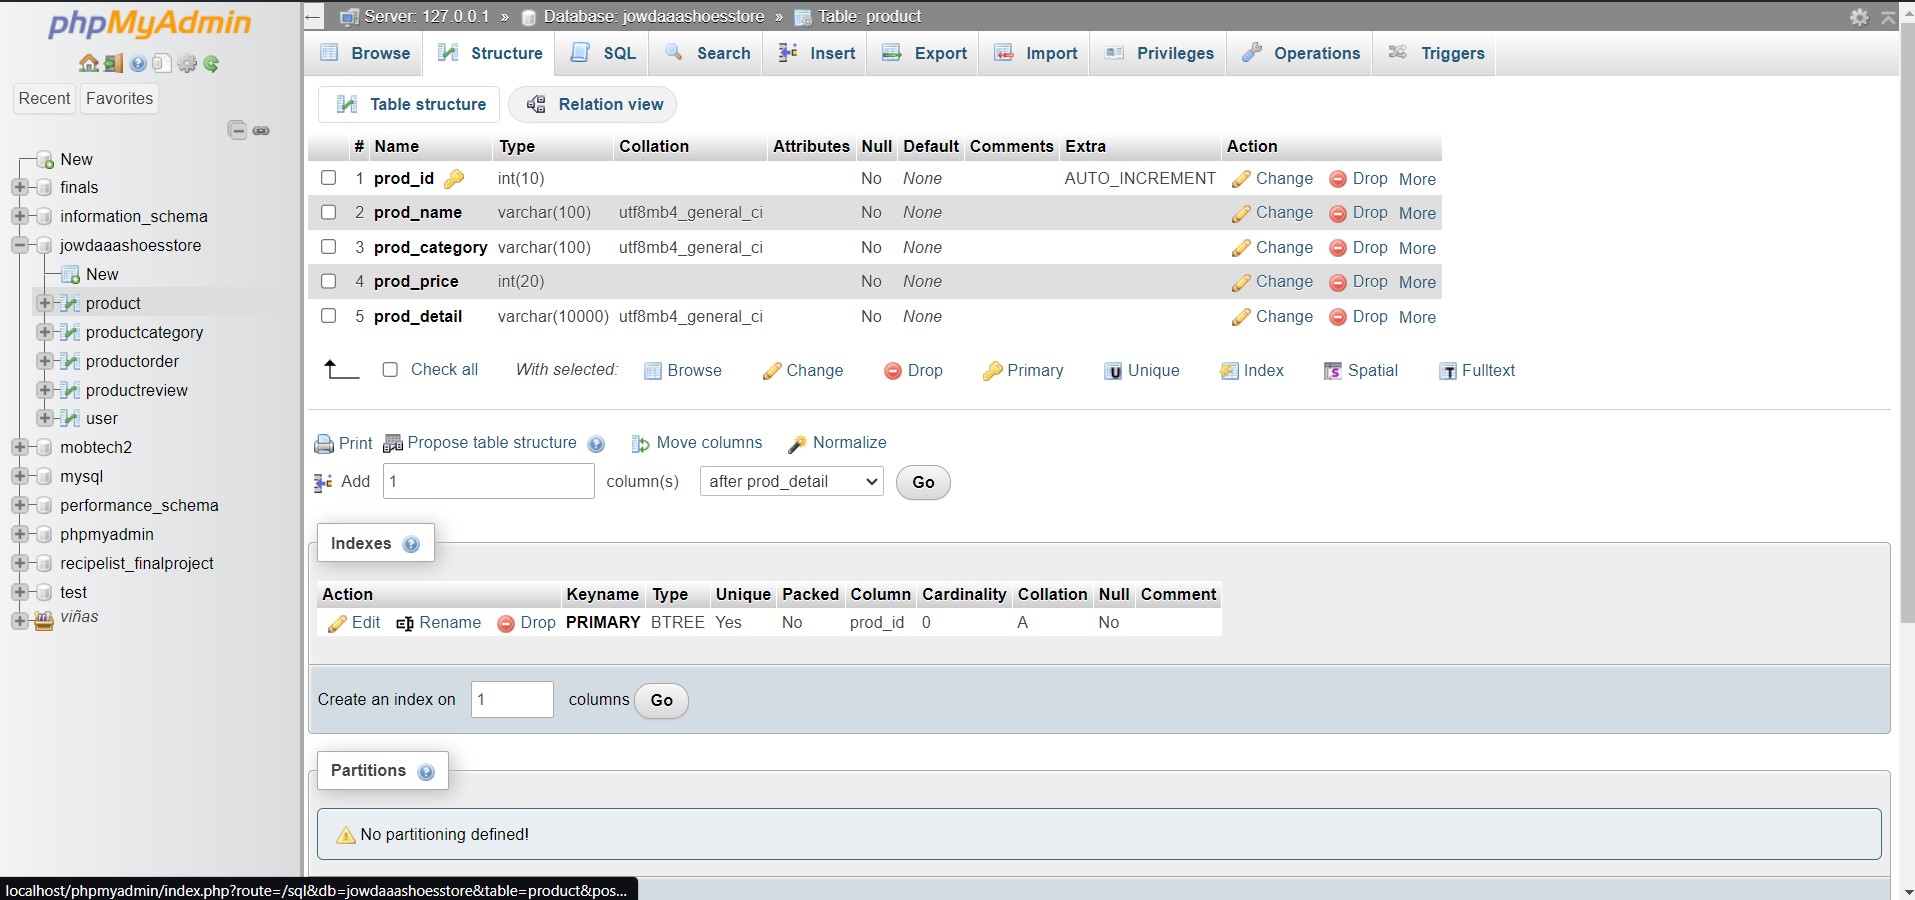 phpMyAdmin
Recent Favorites
New
finals
information_schema
jowdaaashoesstore
New
product
productcategory
productorder
productreview
user
mobtech2
mysql
performance_schema
phpmyadmin
recipelist_finalproject
test
viñas
Server: 127.0.0.1 » Database: jowdaaashoesstore » Table: product
Browse Structure SQL Search Insert Export Import Privileges Operations Triggers
Table structure Relation view
# Name Type Collation Attributes Null Default Comments Extra Action
1 prod_id int(10) No None AUTO_INCREMENT Change Drop More
2 prod_name varchar(100) utf8mb4_general_ci No None Change Drop More
3 prod_category varchar(100) utf8mb4_general_ci No None Change Drop More
4 prod_price int(20) No None Change Drop More
5 prod_detail varchar(10000) utf8mb4_general_ci No None Change Drop More
Check all With selected: Browse Change Drop Primary Unique Index Spatial Fulltext
Print Propose table structure Move columns Normalize
Add 1 column(s) after prod_detail Go
Indexes
Action Keyname Type Unique Packed Column Cardinality Collation Null Comment
Edit Rename Drop PRIMARY BTREE Yes No prod_id 0 A No
Create an index on 1 columns Go
Partitions
No partitioning defined!
localhost/phpmyadmin/index.php?route=/sql&db=jowdaaashoesstore&table=product&pos...